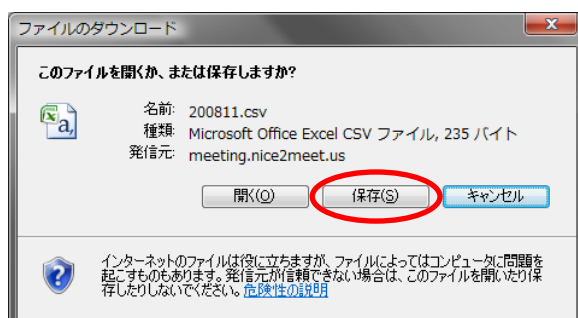 ファイルのダウンロード
このファイルを開くか、または保存しますか?
名前: 200811.csv
種類: Microsoft Office Excel CSV ファイル, 235 バイト
発信元: meeting.nice2meet.us
開く(O) 保存(S) キャンセル
インターネットのファイルは役に立ちますが、ファイルによってはコンピュータに問題を
起こすものもあります。発信元が信頼できない場合は、このファイルを開いたり保
存したりしないでください。危険性の説明